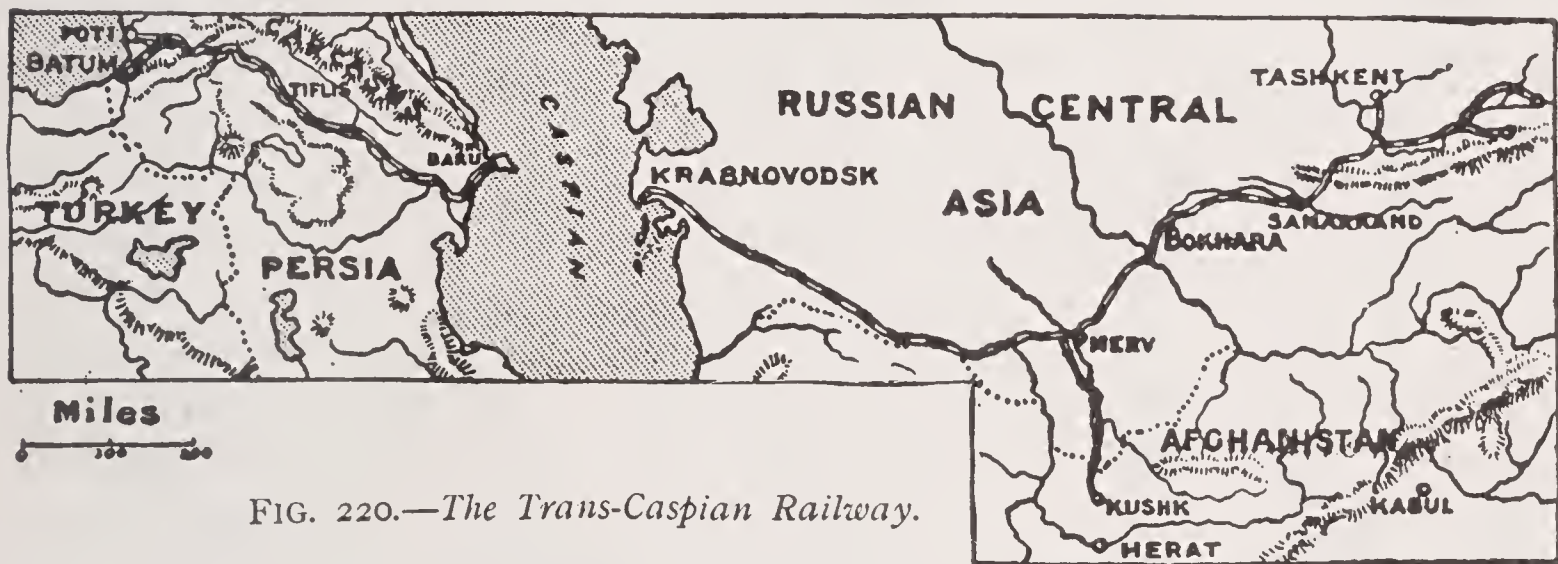 POTI
BATUM
TIFLIS
BAKU
CASPIAN
TURKEY
PERSIA
KRASNOVODSK
RUSSIAN CENTRAL
ASIA
TASHKENT
SAMARKAND
BOKHARA
MERV
AFGHANISTAN
KUSHK
KABUL
HERAT
Miles
0 100 200
FIG. 220.—The Trans-Caspian Railway.